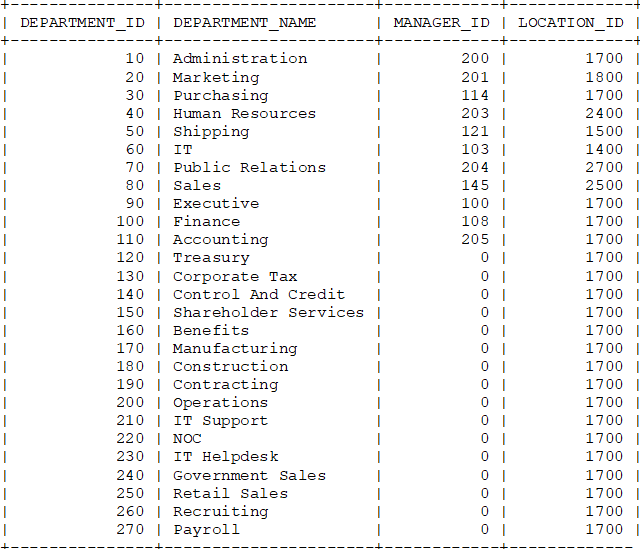 | DEPARTMENT_ID | DEPARTMENT_NAME | MANAGER_ID | LOCATION_ID |
| 10 | Administration | 200 | 1700 |
| 20 | Marketing | 201 | 1800 |
| 30 | Purchasing | 114 | 1700 |
| 40 | Human Resources | 203 | 2400 |
| 50 | Shipping | 121 | 1500 |
| 60 | IT | 103 | 1400 |
| 70 | Public Relations | 204 | 2700 |
| 80 | Sales | 145 | 2500 |
| 90 | Executive | 100 | 1700 |
| 100 | Finance | 108 | 1700 |
| 110 | Accounting | 205 | 1700 |
| 120 | Treasury | 0 | 1700 |
| 130 | Corporate Tax | 0 | 1700 |
| 140 | Control And Credit | 0 | 1700 |
| 150 | Shareholder Services | 0 | 1700 |
| 160 | Benefits | 0 | 1700 |
| 170 | Manufacturing | 0 | 1700 |
| 180 | Construction | 0 | 1700 |
| 190 | Contracting | 0 | 1700 |
| 200 | Operations | 0 | 1700 |
| 210 | IT Support | 0 | 1700 |
| 220 | NOC | 0 | 1700 |
| 230 | IT Helpdesk | 0 | 1700 |
| 240 | Government Sales | 0 | 1700 |
| 250 | Retail Sales | 0 | 1700 |
| 260 | Recruiting | 0 | 1700 |
| 270 | Payroll | 0 | 1700 |